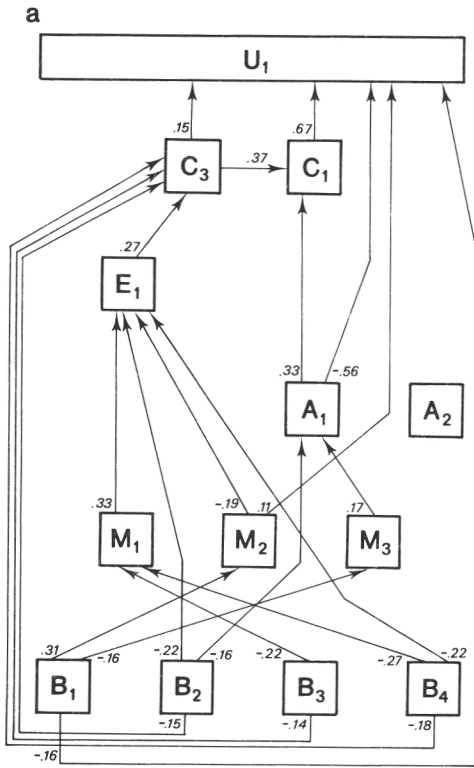 a
U1
.15 .67
C3 .37 C1
.27
E1
.33 -.56
A1 A2
.33 -.19 .11 .17
M1 M2 M3
.31 -.16 -.22 -.16 -.22 -.27 -.22
B1 B2 B3 B4
-.15 -.14 -.18
-.16